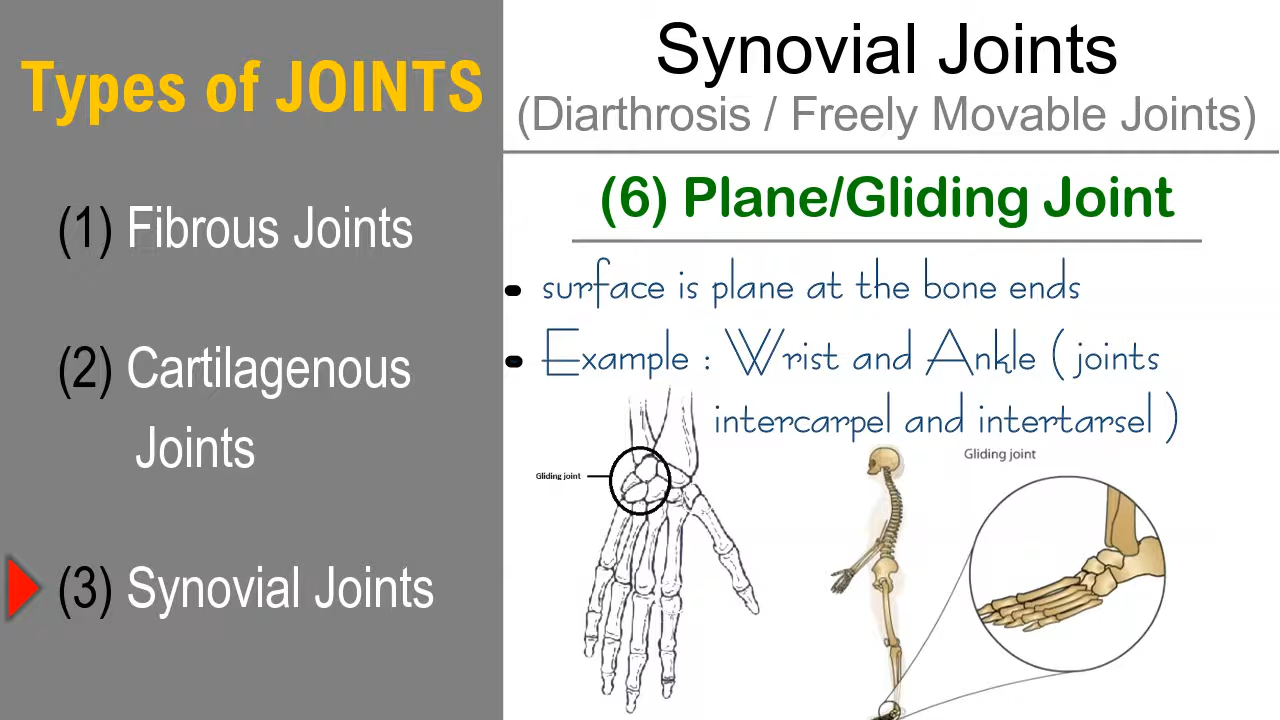 Types of JOINTS
(1) Fibrous Joints
(2) Cartilagenous
Joints
(3) Synovial Joints
Synovial Joints
(Diarthrosis / Freely Movable Joints)
(6) Plane/Gliding Joint
• surface is plane at the bone ends
• Example : Wrist and Ankle ( joints
intercarpel and intertarsel )
Gliding joint
Gliding joint